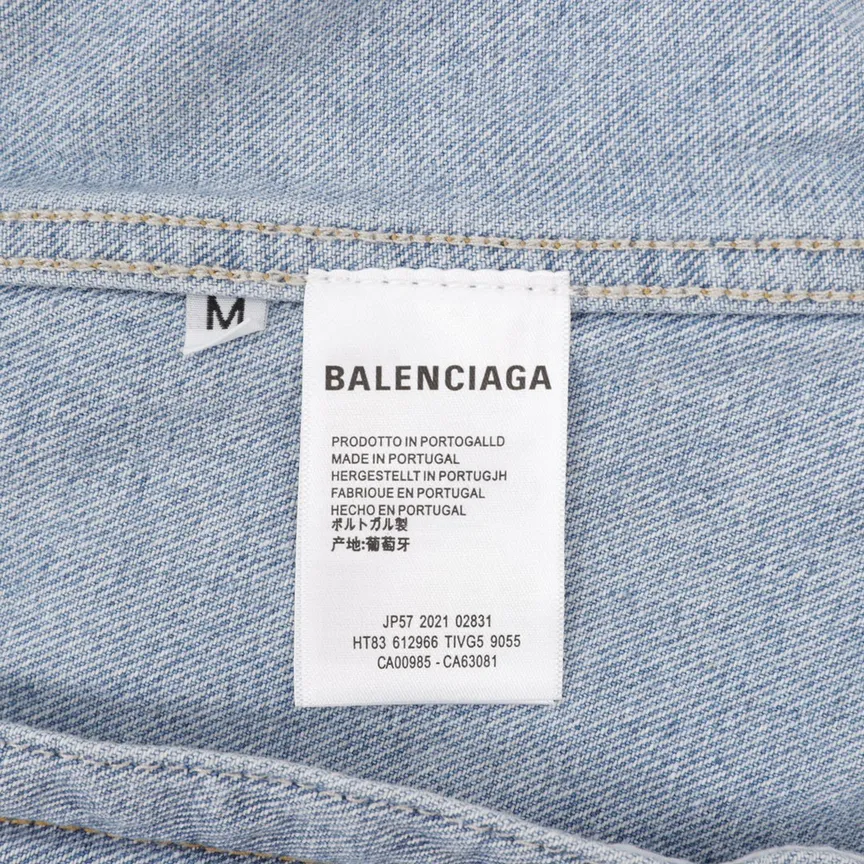 M
BALENCIAGA
PRODOTTO IN PORTOGALLD
MADE IN PORTUGAL
HERGESTELLT IN PORTUGJH
FABRIQUE EN PORTUGAL
HECHO EN PORTUGAL
ポルトガル製
产地:葡萄牙
JP57 2021 02831
HT83 612966 TIVG5 9055
CA00985 - CA63081